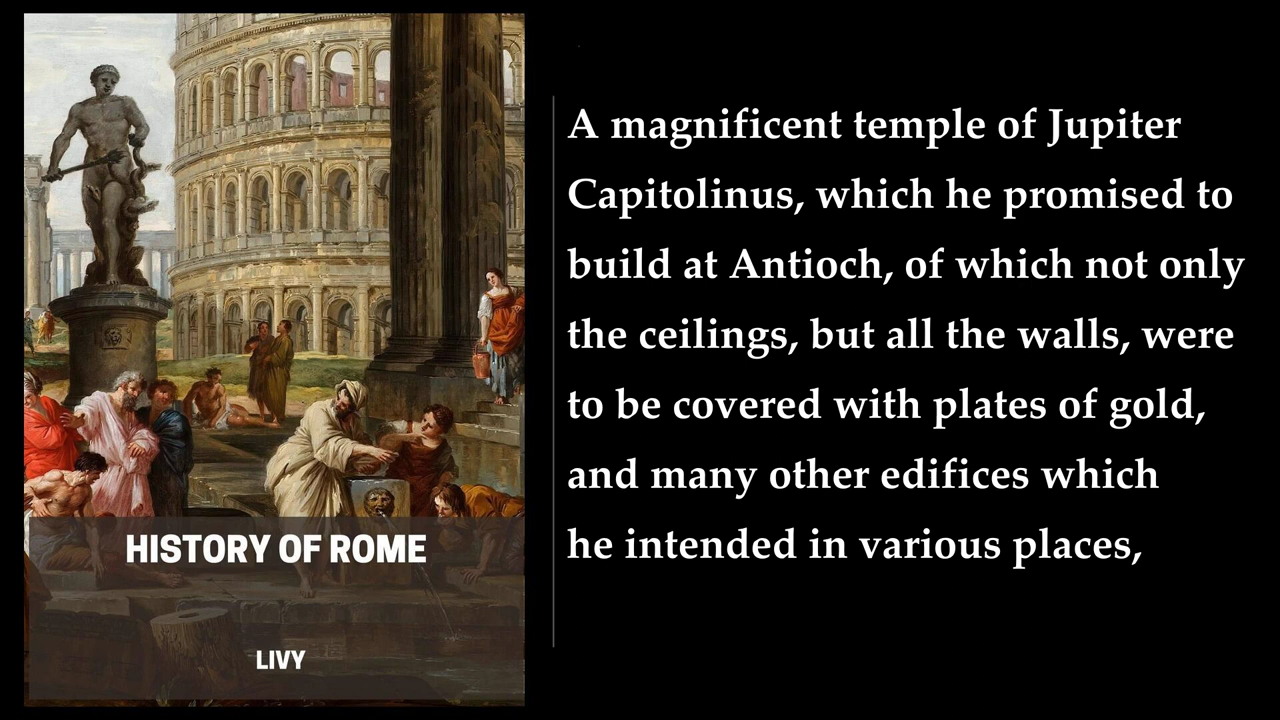 HISTORY OF ROME
LIVY
A magnificent temple of Jupiter
Capitolinus, which he promised to
build at Antioch, of which not only
the ceilings, but all the walls, were
to be covered with plates of gold,
and many other edifices which
he intended in various places,